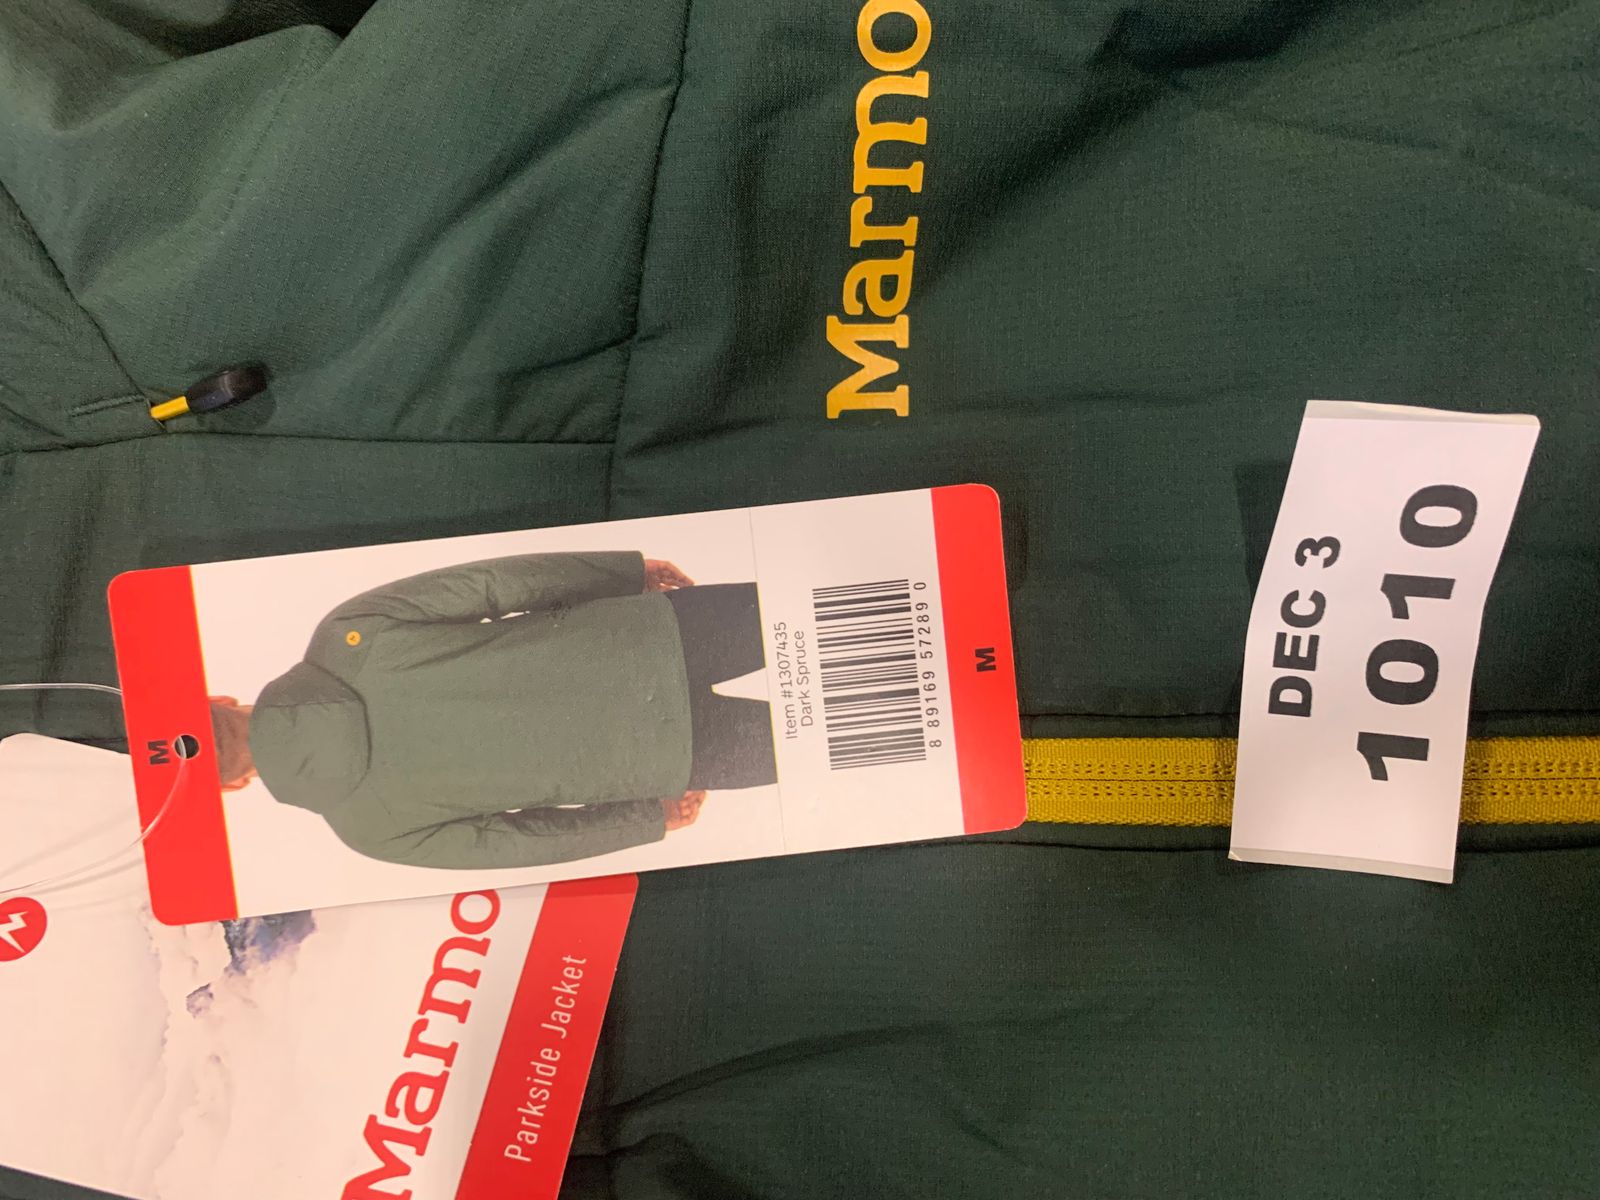 Marmo
M
Item #1307435
Dark Spruce
8 89169 57289 0
M
DEC 3
1010
Marmo
Parkside Jacket